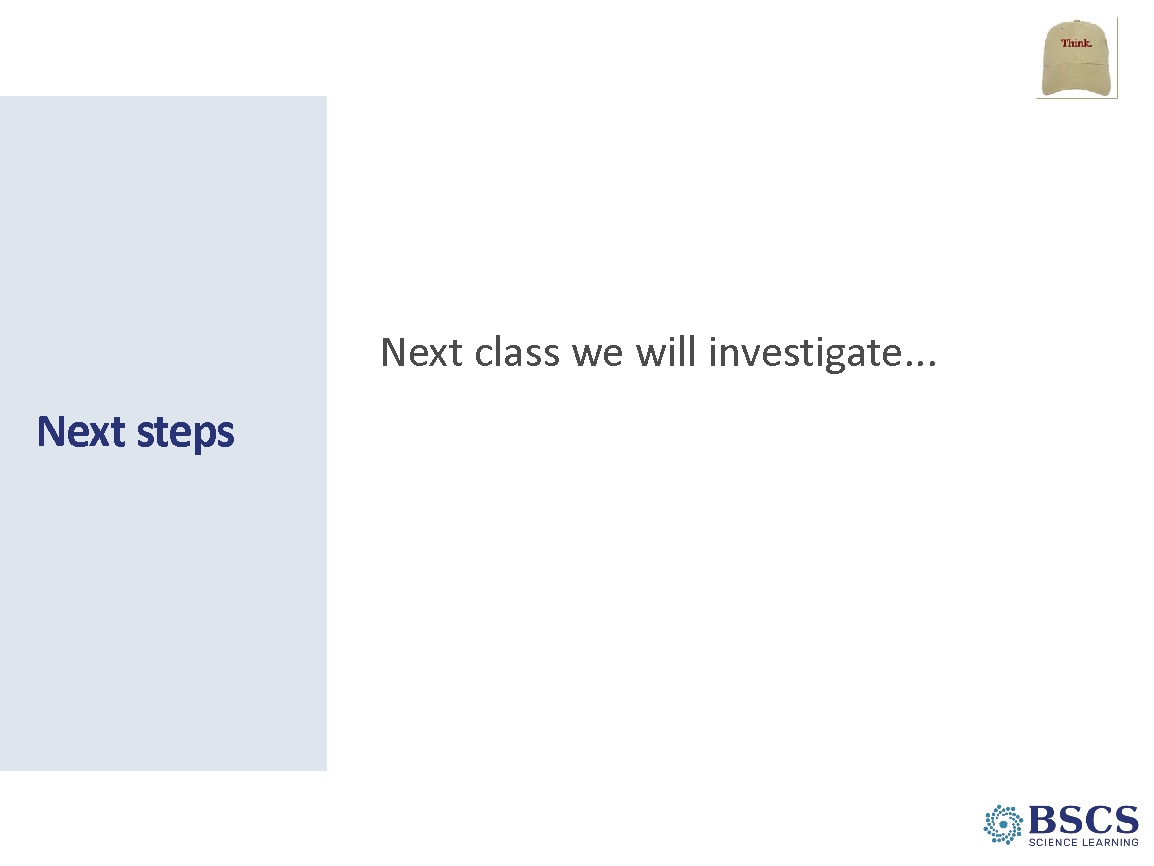 Think.
Next class we will investigate...
Next steps
BSCS
SCIENCE LEARNING